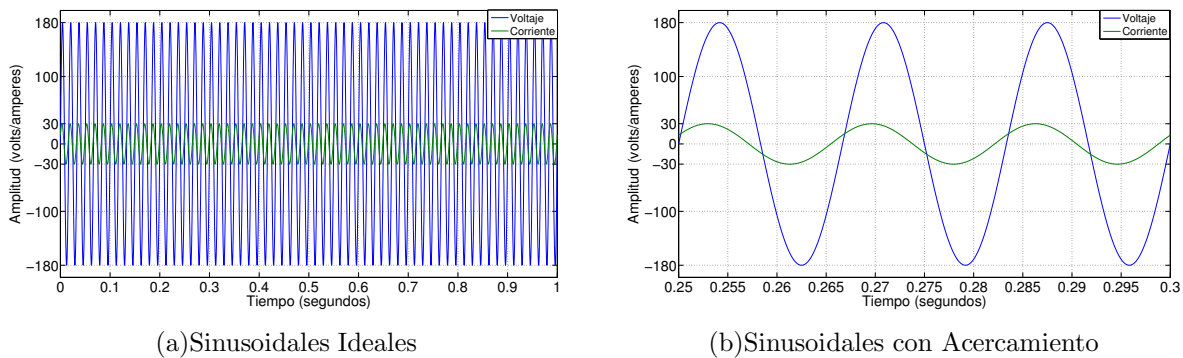 Amplitud (volts/amperes)
180
100
30
0
−30
−100
−180
Voltaje
Corriente
0 0.1 0.2 0.3 0.4 0.5 0.6 0.7 0.8 0.9 1
Tiempo (segundos)
(a)Sinusoidales Ideales
Amplitud (volts/amperes)
180
100
30
0
−30
−100
−180
Voltaje
Corriente
0.25 0.255 0.26 0.265 0.27 0.275 0.28 0.285 0.29 0.295 0.3
Tiempo (segundos)
(b)Sinusoidales con Acercamiento